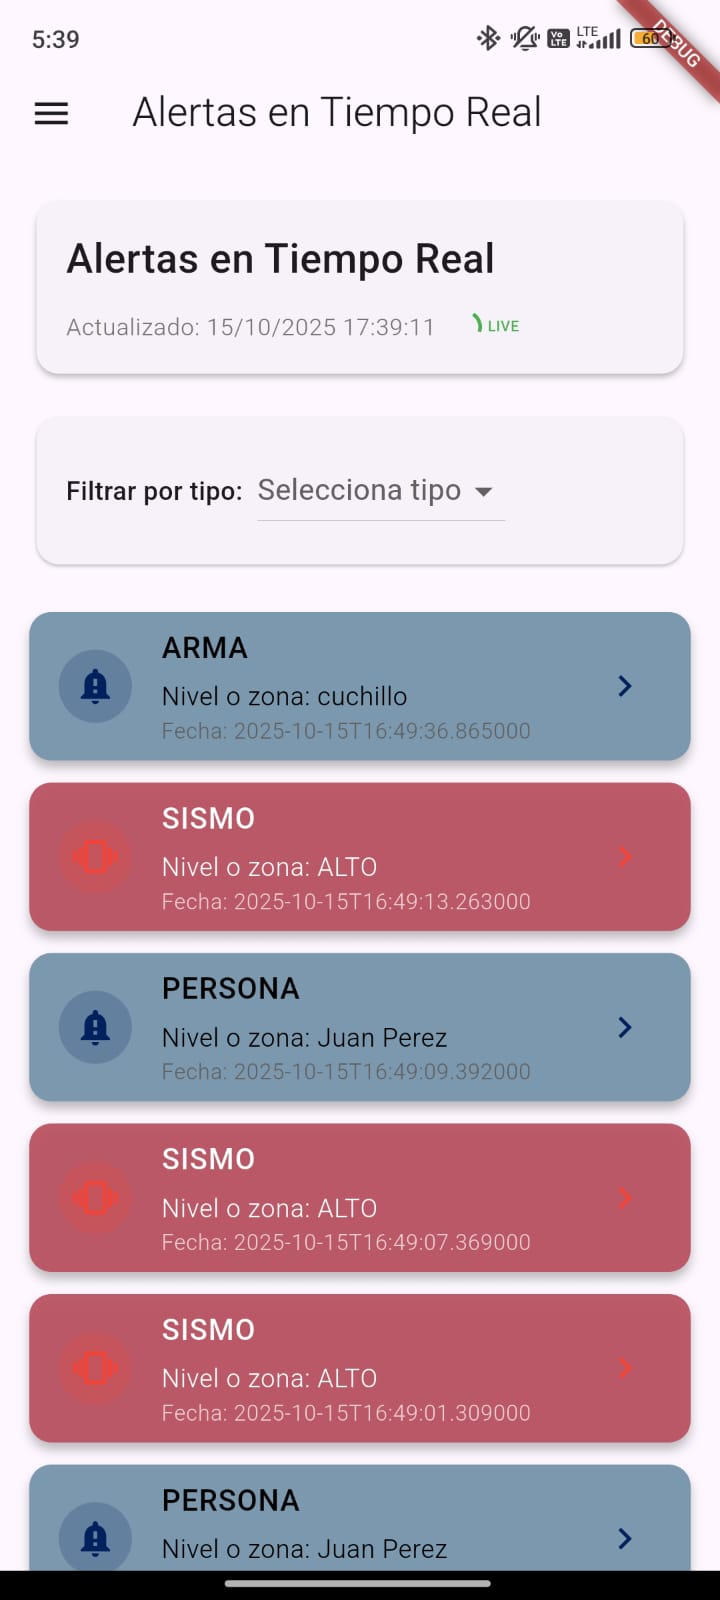 5:39
Vo LTE
LTE
60
DEBUG
Alertas en Tiempo Real
Alertas en Tiempo Real
Actualizado: 15/10/2025 17:39:11
LIVE
Filtrar por tipo: Selecciona tipo
ARMA
Nivel o zona: cuchillo
Fecha: 2025-10-15T16:49:36.865000
SISMO
Nivel o zona: ALTO
Fecha: 2025-10-15T16:49:13.263000
PERSONA
Nivel o zona: Juan Perez
Fecha: 2025-10-15T16:49:09.392000
SISMO
Nivel o zona: ALTO
Fecha: 2025-10-15T16:49:07.369000
SISMO
Nivel o zona: ALTO
Fecha: 2025-10-15T16:49:01.309000
PERSONA
Nivel o zona: Juan Perez